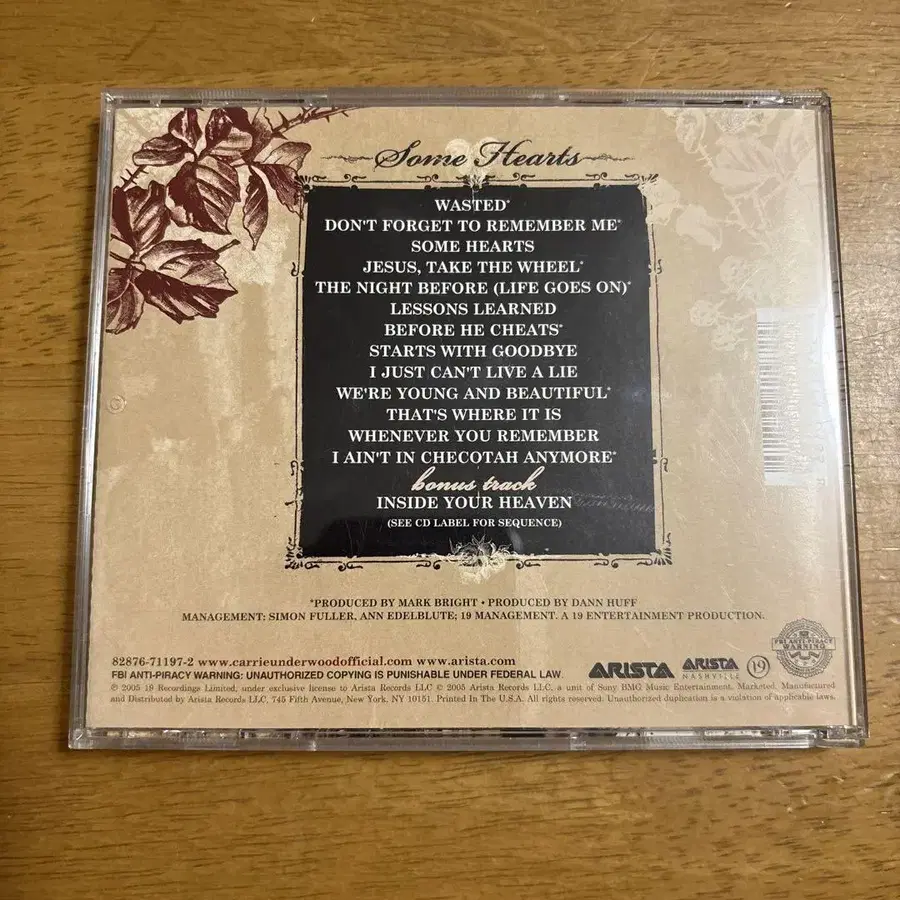 Some Hearts
WASTED*
DON'T FORGET TO REMEMBER ME*
SOME HEARTS
JESUS, TAKE THE WHEEL*
THE NIGHT BEFORE (LIFE GOES ON)*
LESSONS LEARNED
BEFORE HE CHEATS*
STARTS WITH GOODBYE
I JUST CAN'T LIVE A LIE
WE'RE YOUNG AND BEAUTIFUL*
THAT'S WHERE IT IS
WHENEVER YOU REMEMBER
I AIN'T IN CHECOTAH ANYMORE*
bonus track
INSIDE YOUR HEAVEN
(SEE CD LABEL FOR SEQUENCE)
*PRODUCED BY MARK BRIGHT • PRODUCED BY DANN HUFF
MANAGEMENT: SIMON FULLER, ANN EDELBLUTE; 19 MANAGEMENT. A 19 ENTERTAINMENT PRODUCTION.
82876-71197-2 www.carrieunderwoodofficial.com www.arista.com
FBI ANTI-PIRACY WARNING: UNAUTHORIZED COPYING IS PUNISHABLE UNDER FEDERAL LAW.
ARISTA
ARISTA
NASHVILLE
19
FBI ANTI-PIRACY
WARNING
℗ 2005 19 Recordings Limited, under exclusive license to Arista Records LLC © 2005 Arista Records LLC, a unit of Sony BMG Music Entertainment. Marketed, Manufactured
and Distributed by Arista Records LLC, 745 Fifth Avenue, New York, NY 10151. Printed In The U.S.A. All rights reserved. Unauthorized duplication is a violation of applicable laws.